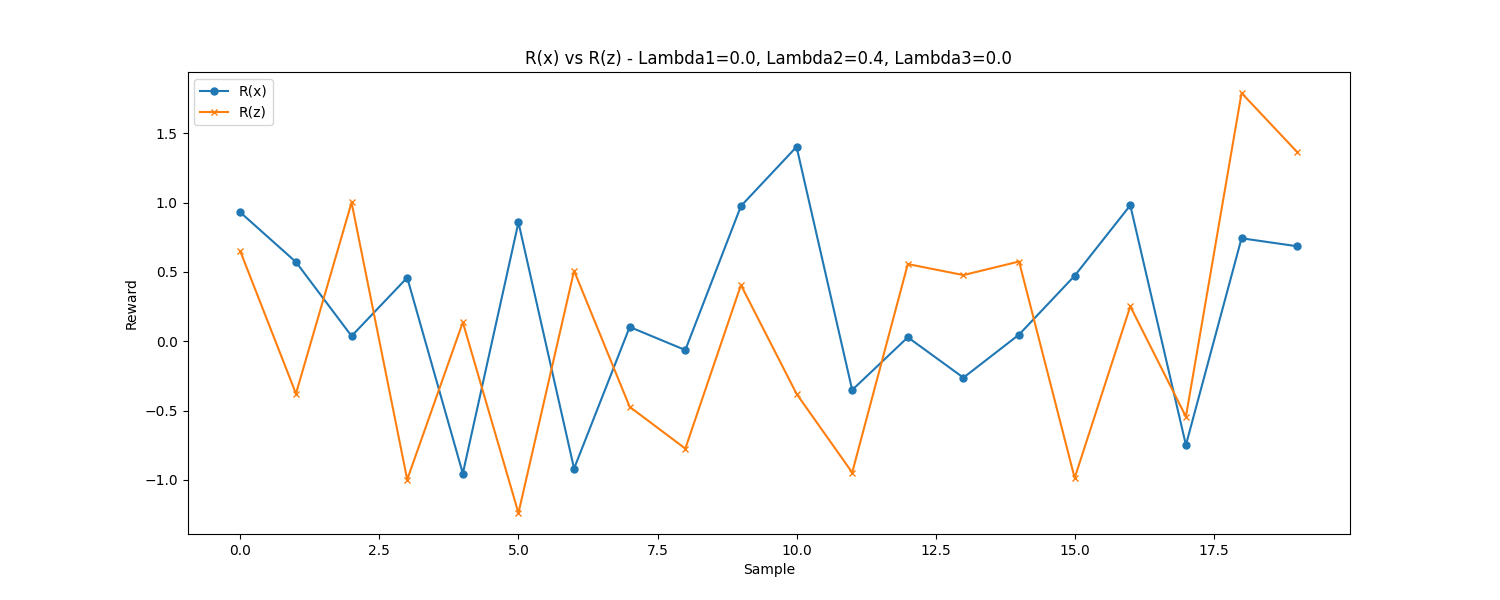 R(x) vs R(z) - Lambda1=0.0, Lambda2=0.4, Lambda3=0.0
R(x)
R(z)
1.5
1.0
0.5
0.0
−0.5
−1.0
Reward
0.0 2.5 5.0 7.5 10.0 12.5 15.0 17.5
Sample